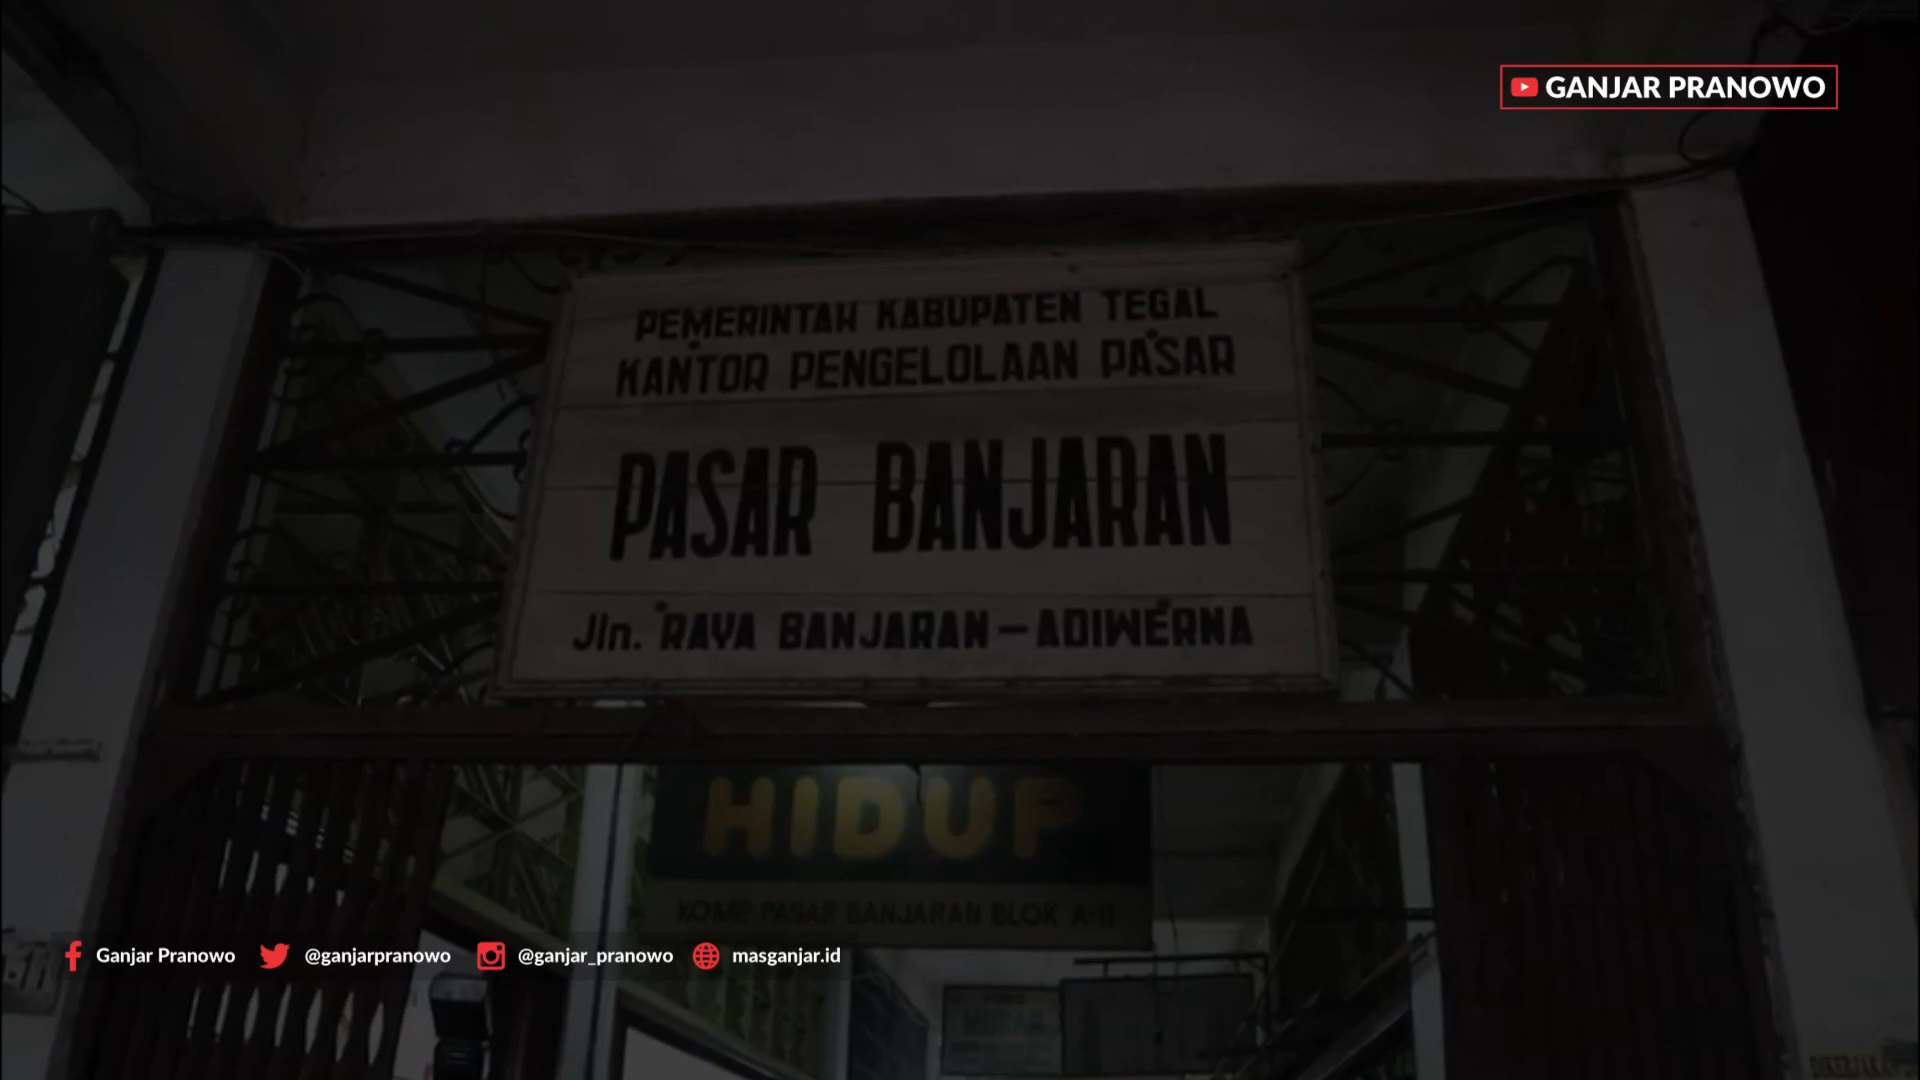 GANJAR PRANOWO
PEMERINTAH KABUPATEN TEGAL
KANTOR PENGELOLAAN PASAR
PASAR BANJARAN
Jln. RAYA BANJARAN-ADIWERNA
HIDUP
KOMP PASAR BANJARAN BLOK A-11
Ganjar Pranowo @ganjarpranowo @ganjar_pranowo masganjar.id